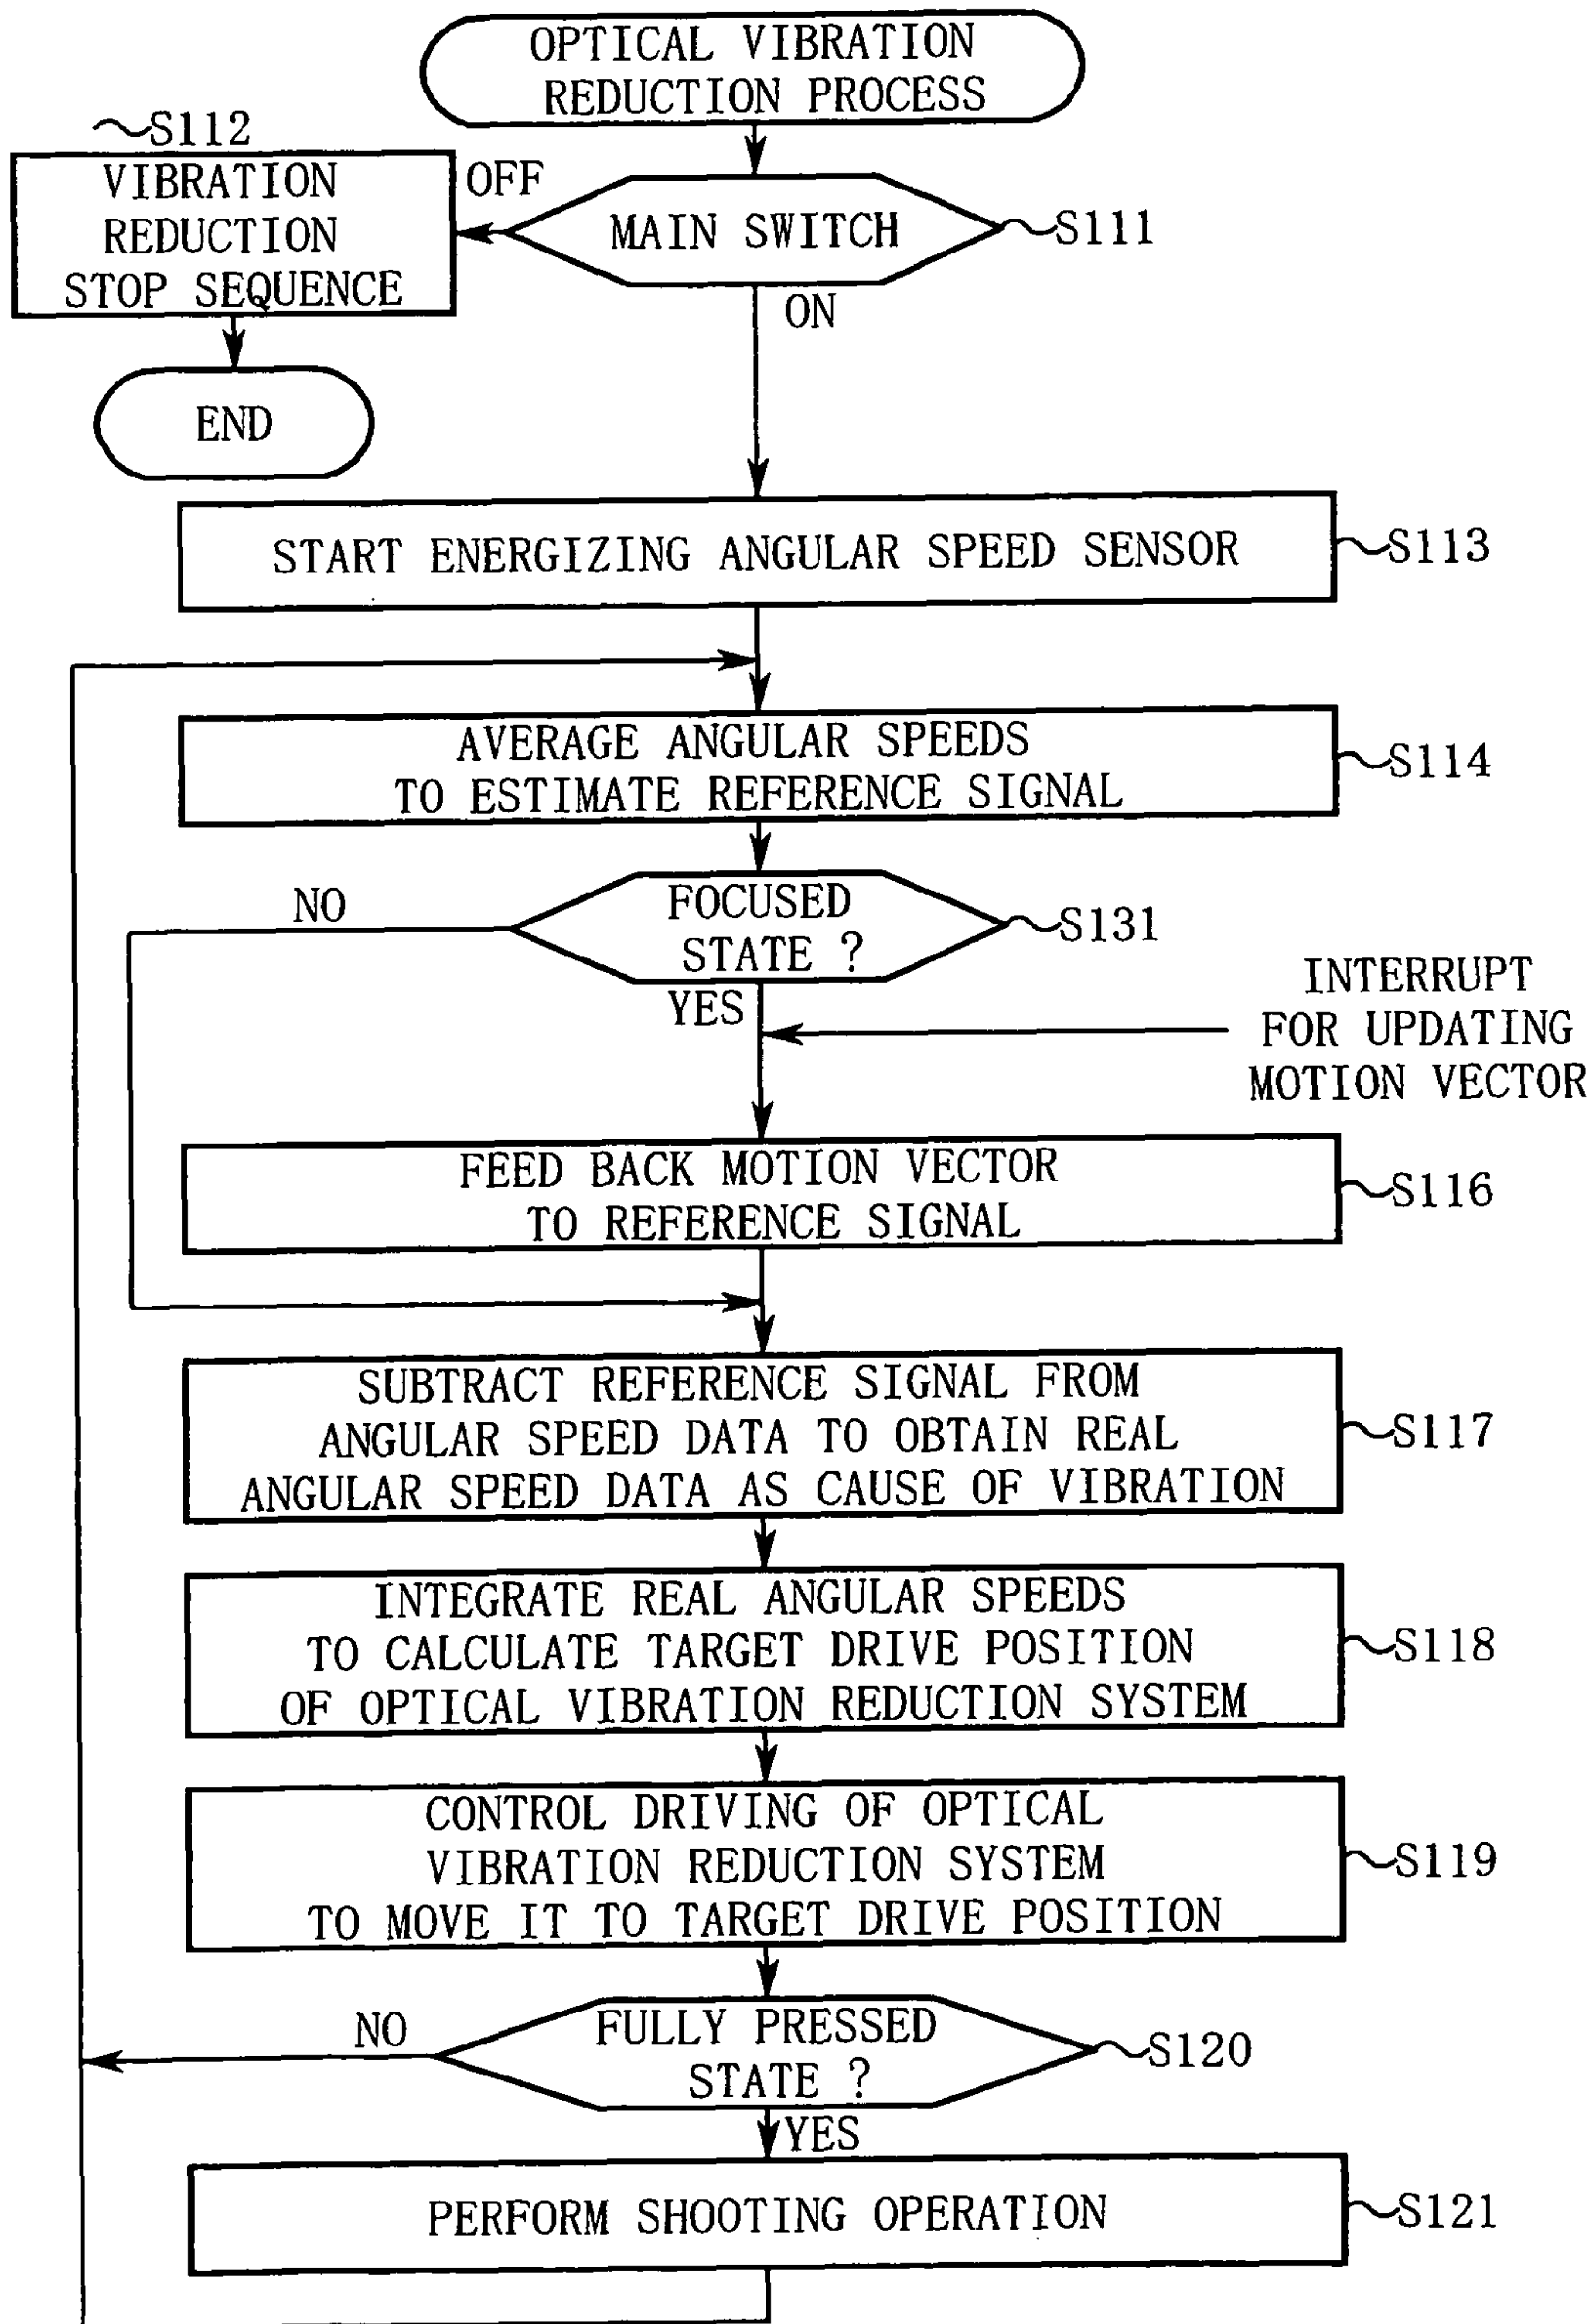 OPTICAL VIBRATION
REDUCTION PROCESS
S112
VIBRATION
REDUCTION
STOP SEQUENCE
OFF
MAIN SWITCH
S111
ON
END
START ENERGIZING ANGULAR SPEED SENSOR
S113
AVERAGE ANGULAR SPEEDS
TO ESTIMATE REFERENCE SIGNAL
S114
NO
FOCUSED
STATE ?
S131
YES
INTERRUPT
FOR UPDATING
MOTION VECTOR
FEED BACK MOTION VECTOR
TO REFERENCE SIGNAL
S116
SUBTRACT REFERENCE SIGNAL FROM
ANGULAR SPEED DATA TO OBTAIN REAL
ANGULAR SPEED DATA AS CAUSE OF VIBRATION
S117
INTEGRATE REAL ANGULAR SPEEDS
TO CALCULATE TARGET DRIVE POSITION
OF OPTICAL VIBRATION REDUCTION SYSTEM
S118
CONTROL DRIVING OF OPTICAL
VIBRATION REDUCTION SYSTEM
TO MOVE IT TO TARGET DRIVE POSITION
S119
NO
FULLY PRESSED
STATE ?
S120
YES
PERFORM SHOOTING OPERATION
S121